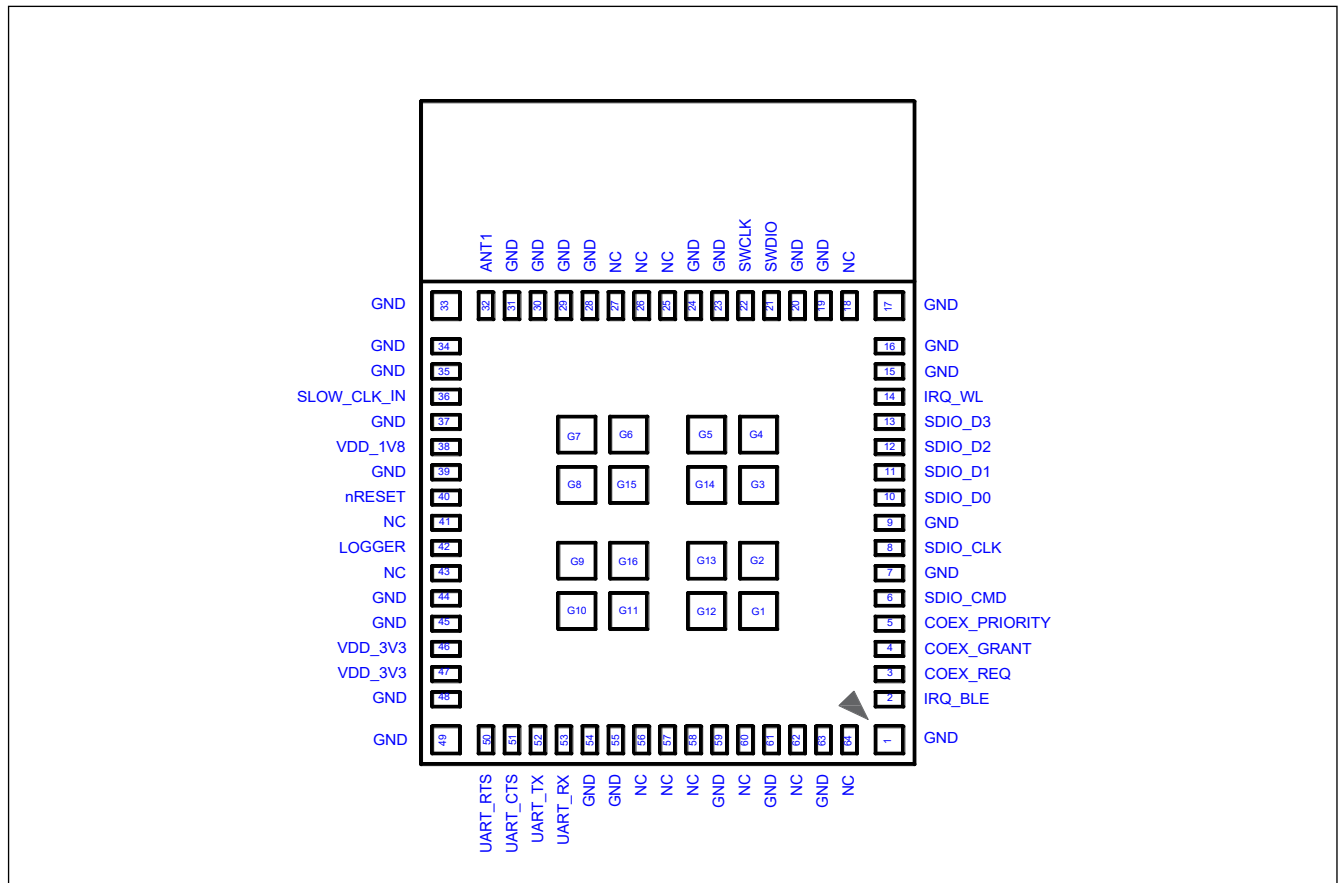 ANT1 GND GND GND GND NC NC NC GND GND SWCLK SWDIO GND GND NC
GND 33 32 31 30 29 28 27 26 25 24 23 22 21 20 19 18 17 GND
GND 34 16 GND
GND 35 15 GND
SLOW_CLK_IN 36 14 IRQ_WL
GND 37 13 SDIO_D3
G7 G6 G5 G4
VDD_1V8 38 12 SDIO_D2
GND 39 11 SDIO_D1
G8 G15 G14 G3
nRESET 40 10 SDIO_D0
NC 41 9 GND
LOGGER 42 8 SDIO_CLK
G9 G16 G13 G2
NC 43 7 GND
GND 44 6 SDIO_CMD
G10 G11 G12 G1
GND 45 5 COEX_PRIORITY
VDD_3V3 46 4 COEX_GRANT
VDD_3V3 47 3 COEX_REQ
GND 48 2 IRQ_BLE
GND 49 50 51 52 53 54 55 56 57 58 59 60 61 62 63 64 1 GND
UART_RTS UART_CTS UART_TX UART_RX GND GND NC NC NC GND NC GND NC GND NC